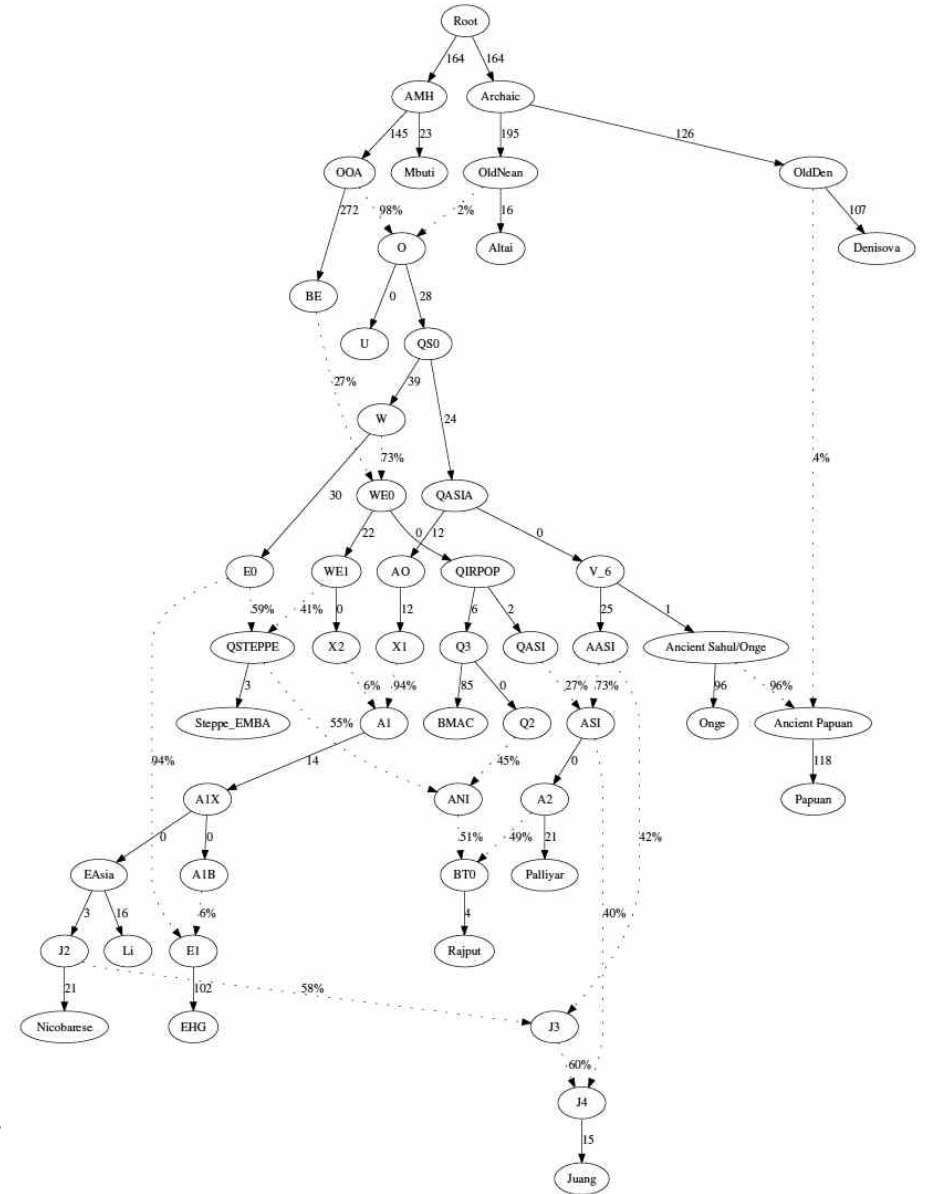 Root
164 164
AMH Archaic
145 23 195 126
OOA Mbuti OldNean OldDen
272 98% 2% 16 107
O Altai Denisova
BE 0 28
U QS0
27% 39
W 24
73% 4%
30 WE0 QASIA
22 0 12 0
E0 WE1 AO QIRPOP V_6
59% 41% 0 12 6 2 25 1
QSTEPPE X2 X1 Q3 QASI AASI Ancient Sahul/Onge
3 6% 94% 85 0 27% 73% 96 96%
Steppe_EMBA A1 BMAC Q2 ASI Onge Ancient Papuan
55%
94% 14 45% 0 118
A1X ANI A2 Papuan
0 0 51% 49% 21 42%
EAsia A1B BT0 Palliyar
3 16 6% 4 40%
J2 Li E1 Rajput
21 102 58%
Nicobarese EHG J3
60%
J4
15
Juang